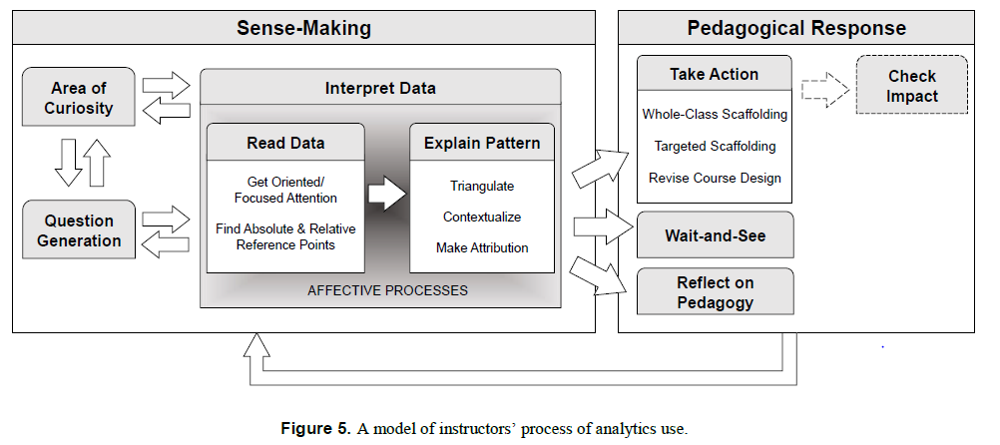 Sense-Making
Pedagogical Response
Area of
Curiosity
Question
Generation
Interpret Data
Read Data
Get Oriented/
Focused Attention
Find Absolute & Relative
Reference Points
Explain Pattern
Triangulate
Contextualize
Make Attribution
AFFECTIVE PROCESSES
Take Action
Whole-Class Scaffolding
Targeted Scaffolding
Revise Course Design
Check
Impact
Wait-and-See
Reflect on
Pedagogy
Figure 5. A model of instructors’ process of analytics use.